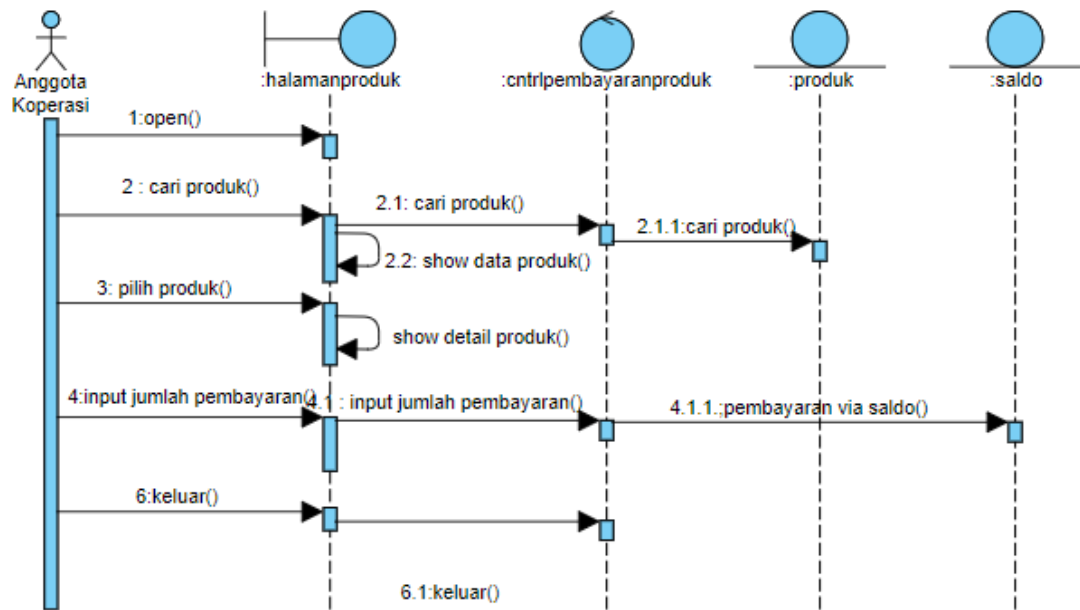 Anggota
Koperasi
:halamanproduk
:cntrlpembayaranproduk
:produk
:saldo
1:open()
2 : cari produk()
2.1: cari produk()
2.1.1:cari produk()
2.2: show data produk()
3: pilih produk()
show detail produk()
4:input jumlah pembayaran()
4.1 : input jumlah pembayaran()
4.1.1.;pembayaran via saldo()
6:keluar()
6.1:keluar()